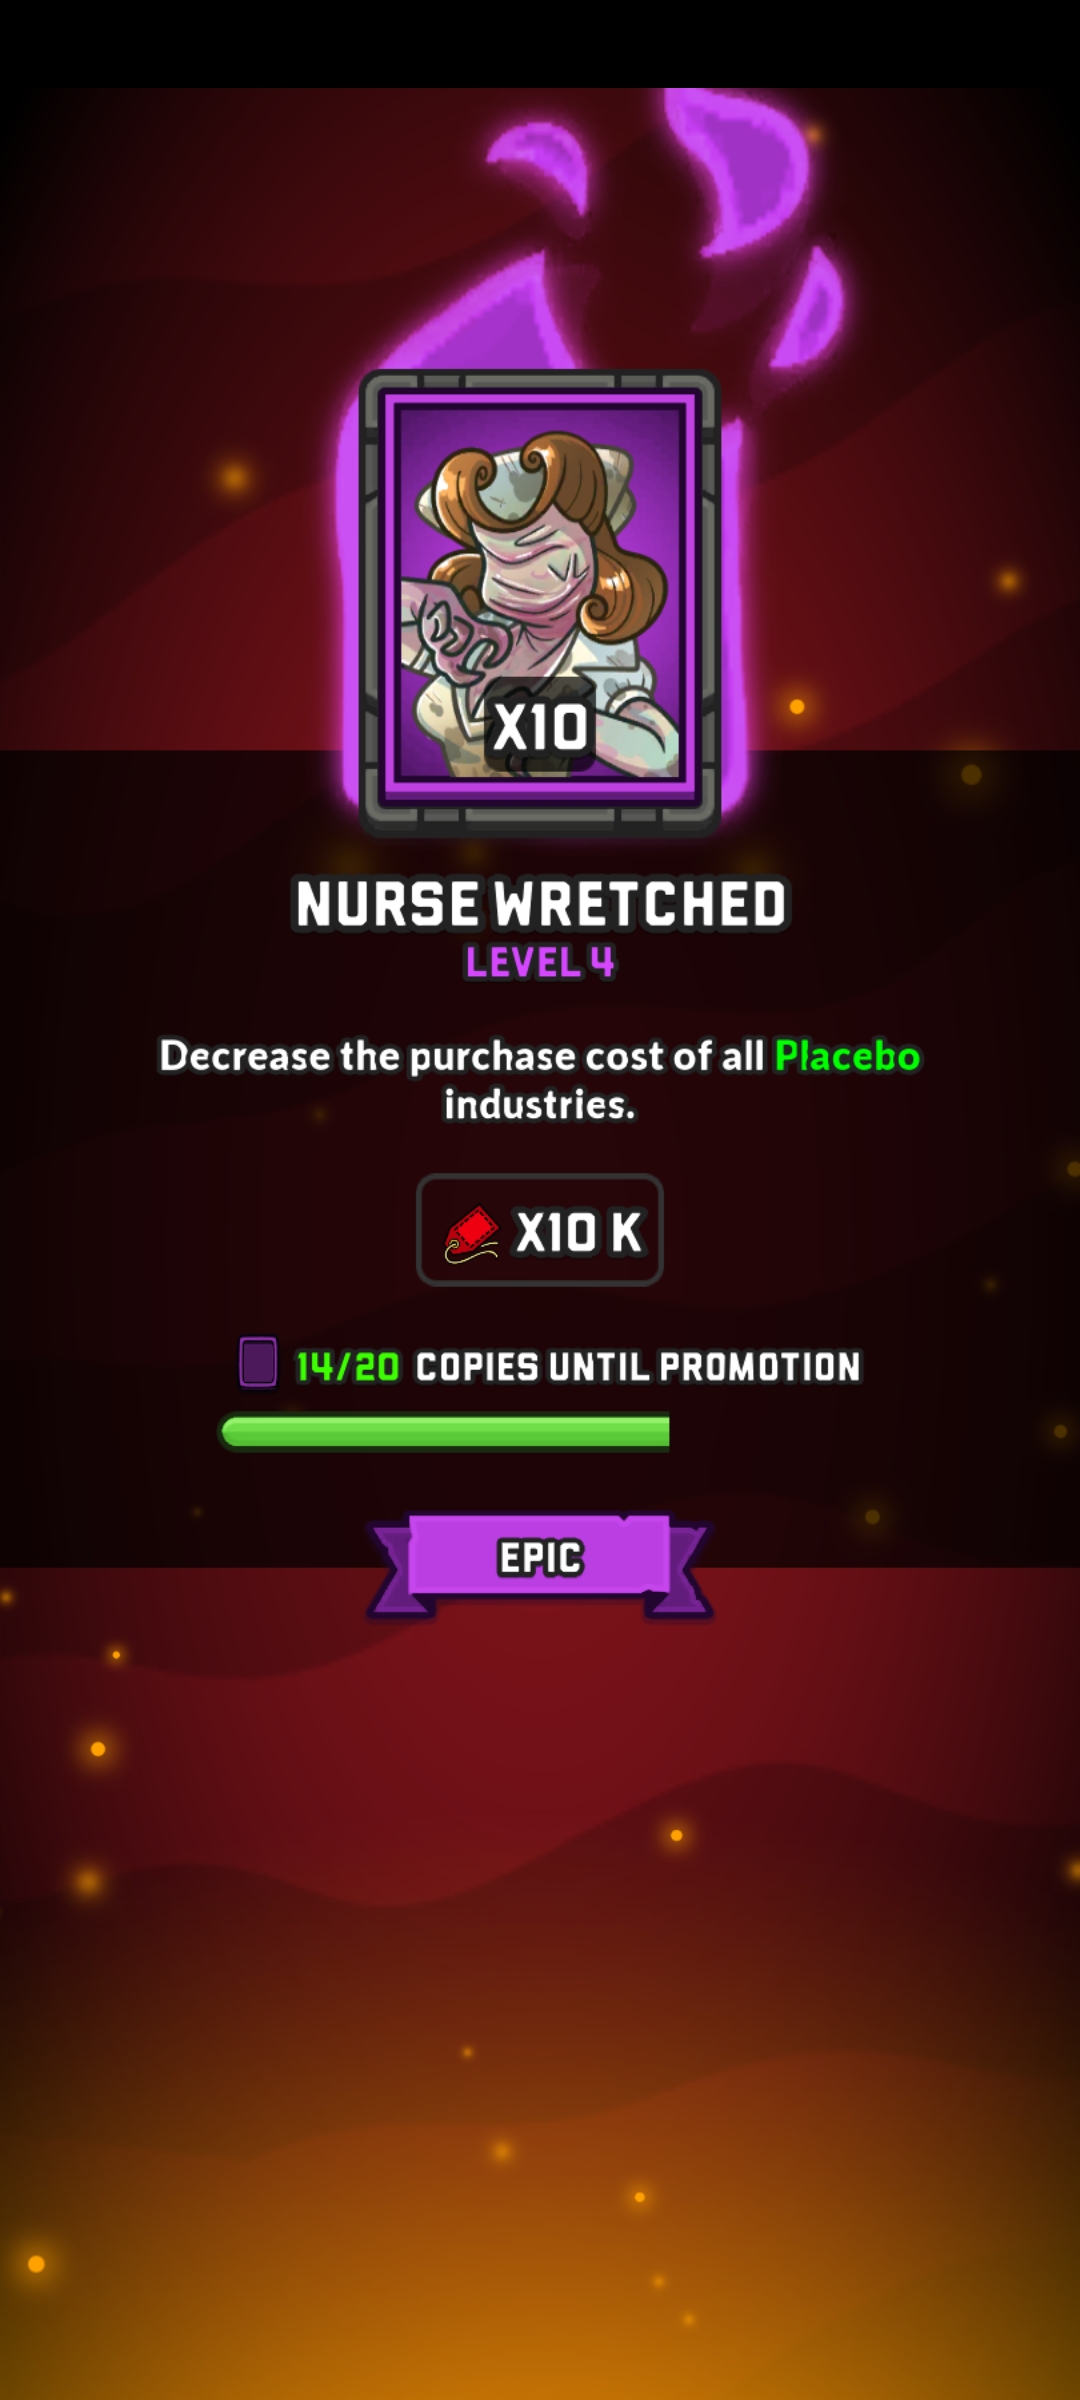 X10
NURSE WRETCHED
LEVEL 4
Decrease the purchase cost of all Placebo
industries.
X10 K
14/20 COPIES UNTIL PROMOTION
EPIC